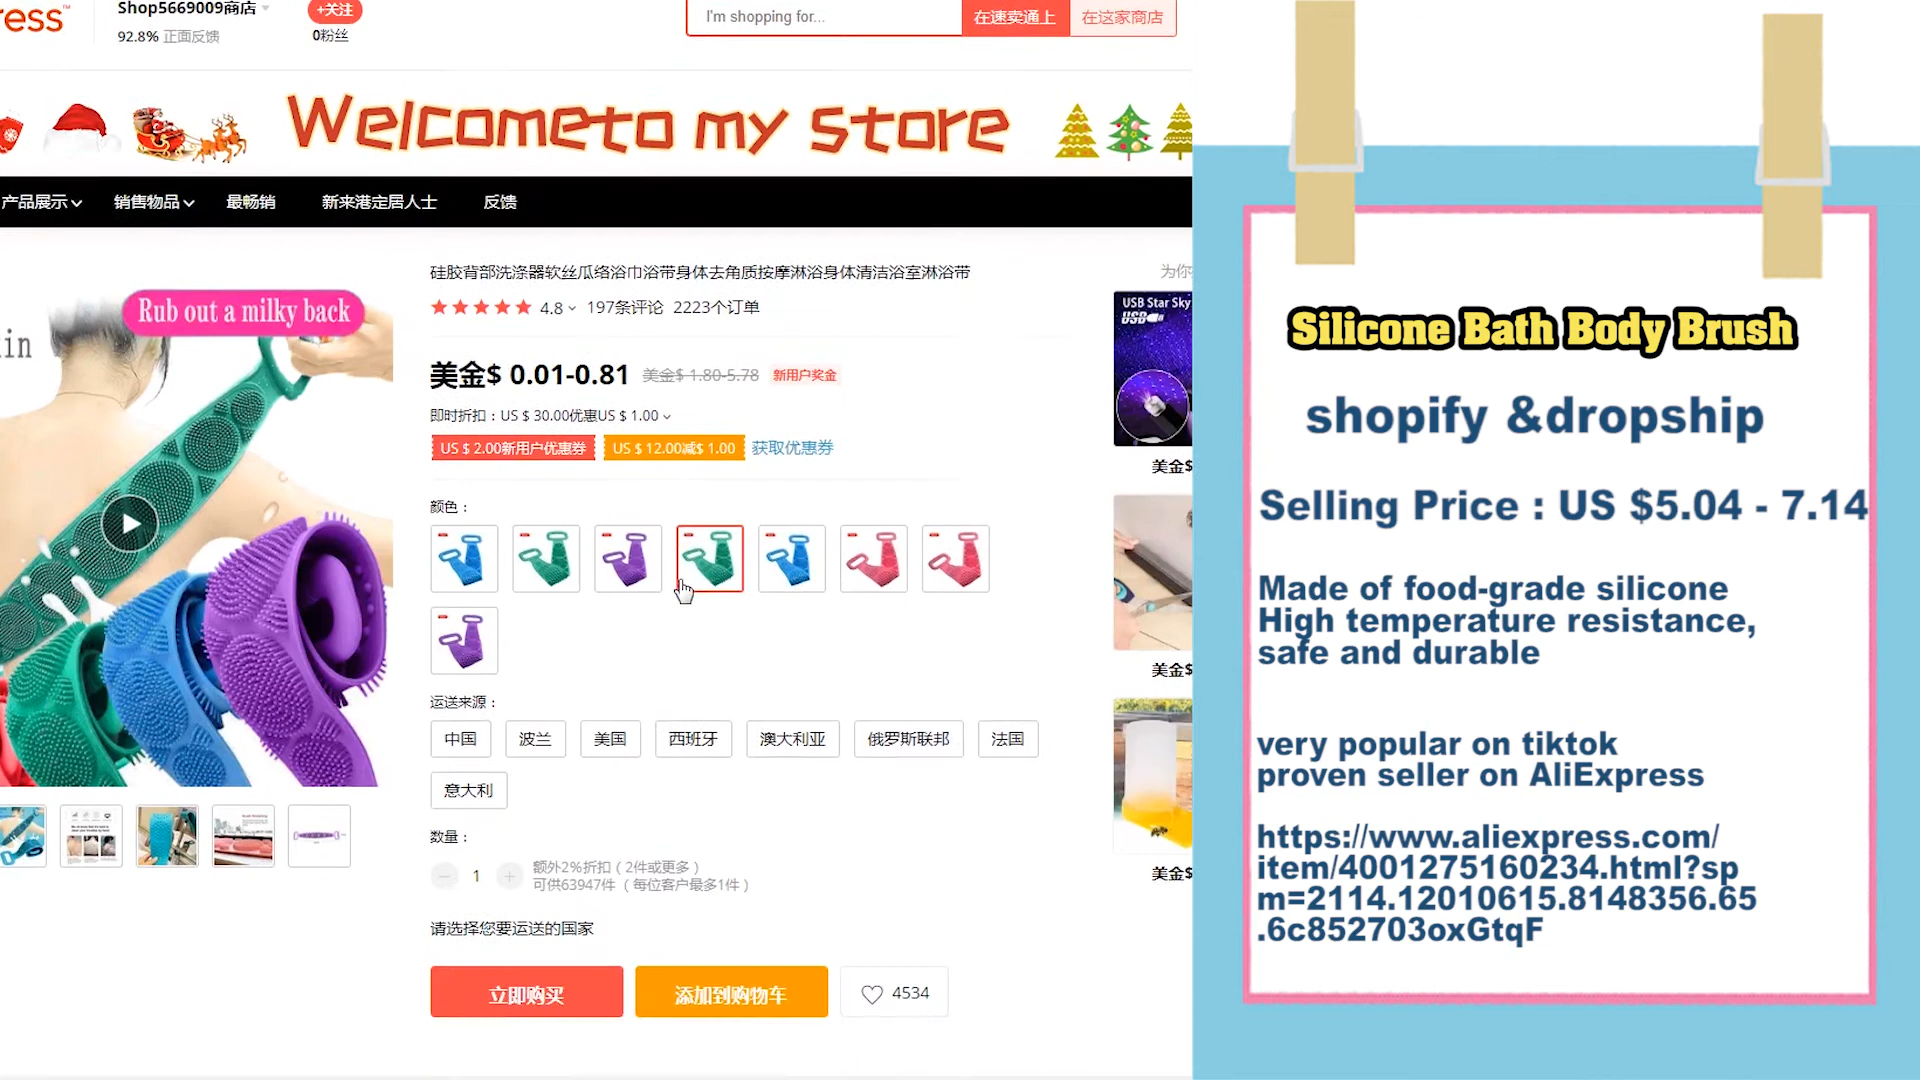 ress™
Shop5669009商店
+关注
92.8% 正面反馈
0粉丝
I'm shopping for...
在速卖通上
在这家商店
Welcometo my store
产品展示
销售物品
最畅销
新来港定居人士
反馈
Rub out a milky back
in
硅胶背部洗涤器软丝瓜络浴巾浴带身体去角质按摩淋浴身体清洁浴室淋浴带
4.8 197条评论 2223个订单
美金$ 0.01-0.81 美金$ 1.80-5.78 新用户奖金
即时折扣：US $ 30.00优惠US $ 1.00
US $ 2.00新用户优惠券 US $ 12.00减$ 1.00 获取优惠券
颜色：
运送来源：
中国 波兰 美国 西班牙 澳大利亚 俄罗斯联邦 法国
意大利
数量：
1
额外2%折扣（2件或更多）
可供63947件（每位客户最多1件）
请选择您要运送的国家
立即购买
添加到购物车
4534
为你
USB Star Sky
USB
美金$
美金$
美金$
Silicone Bath Body Brush
shopify &dropship
Selling Price : US $5.04 - 7.14
Made of food-grade silicone
High temperature resistance,
safe and durable
very popular on tiktok
proven seller on AliExpress
https://www.aliexpress.com/
item/4001275160234.html?sp
m=2114.12010615.8148356.65
.6c852703oxGtqF